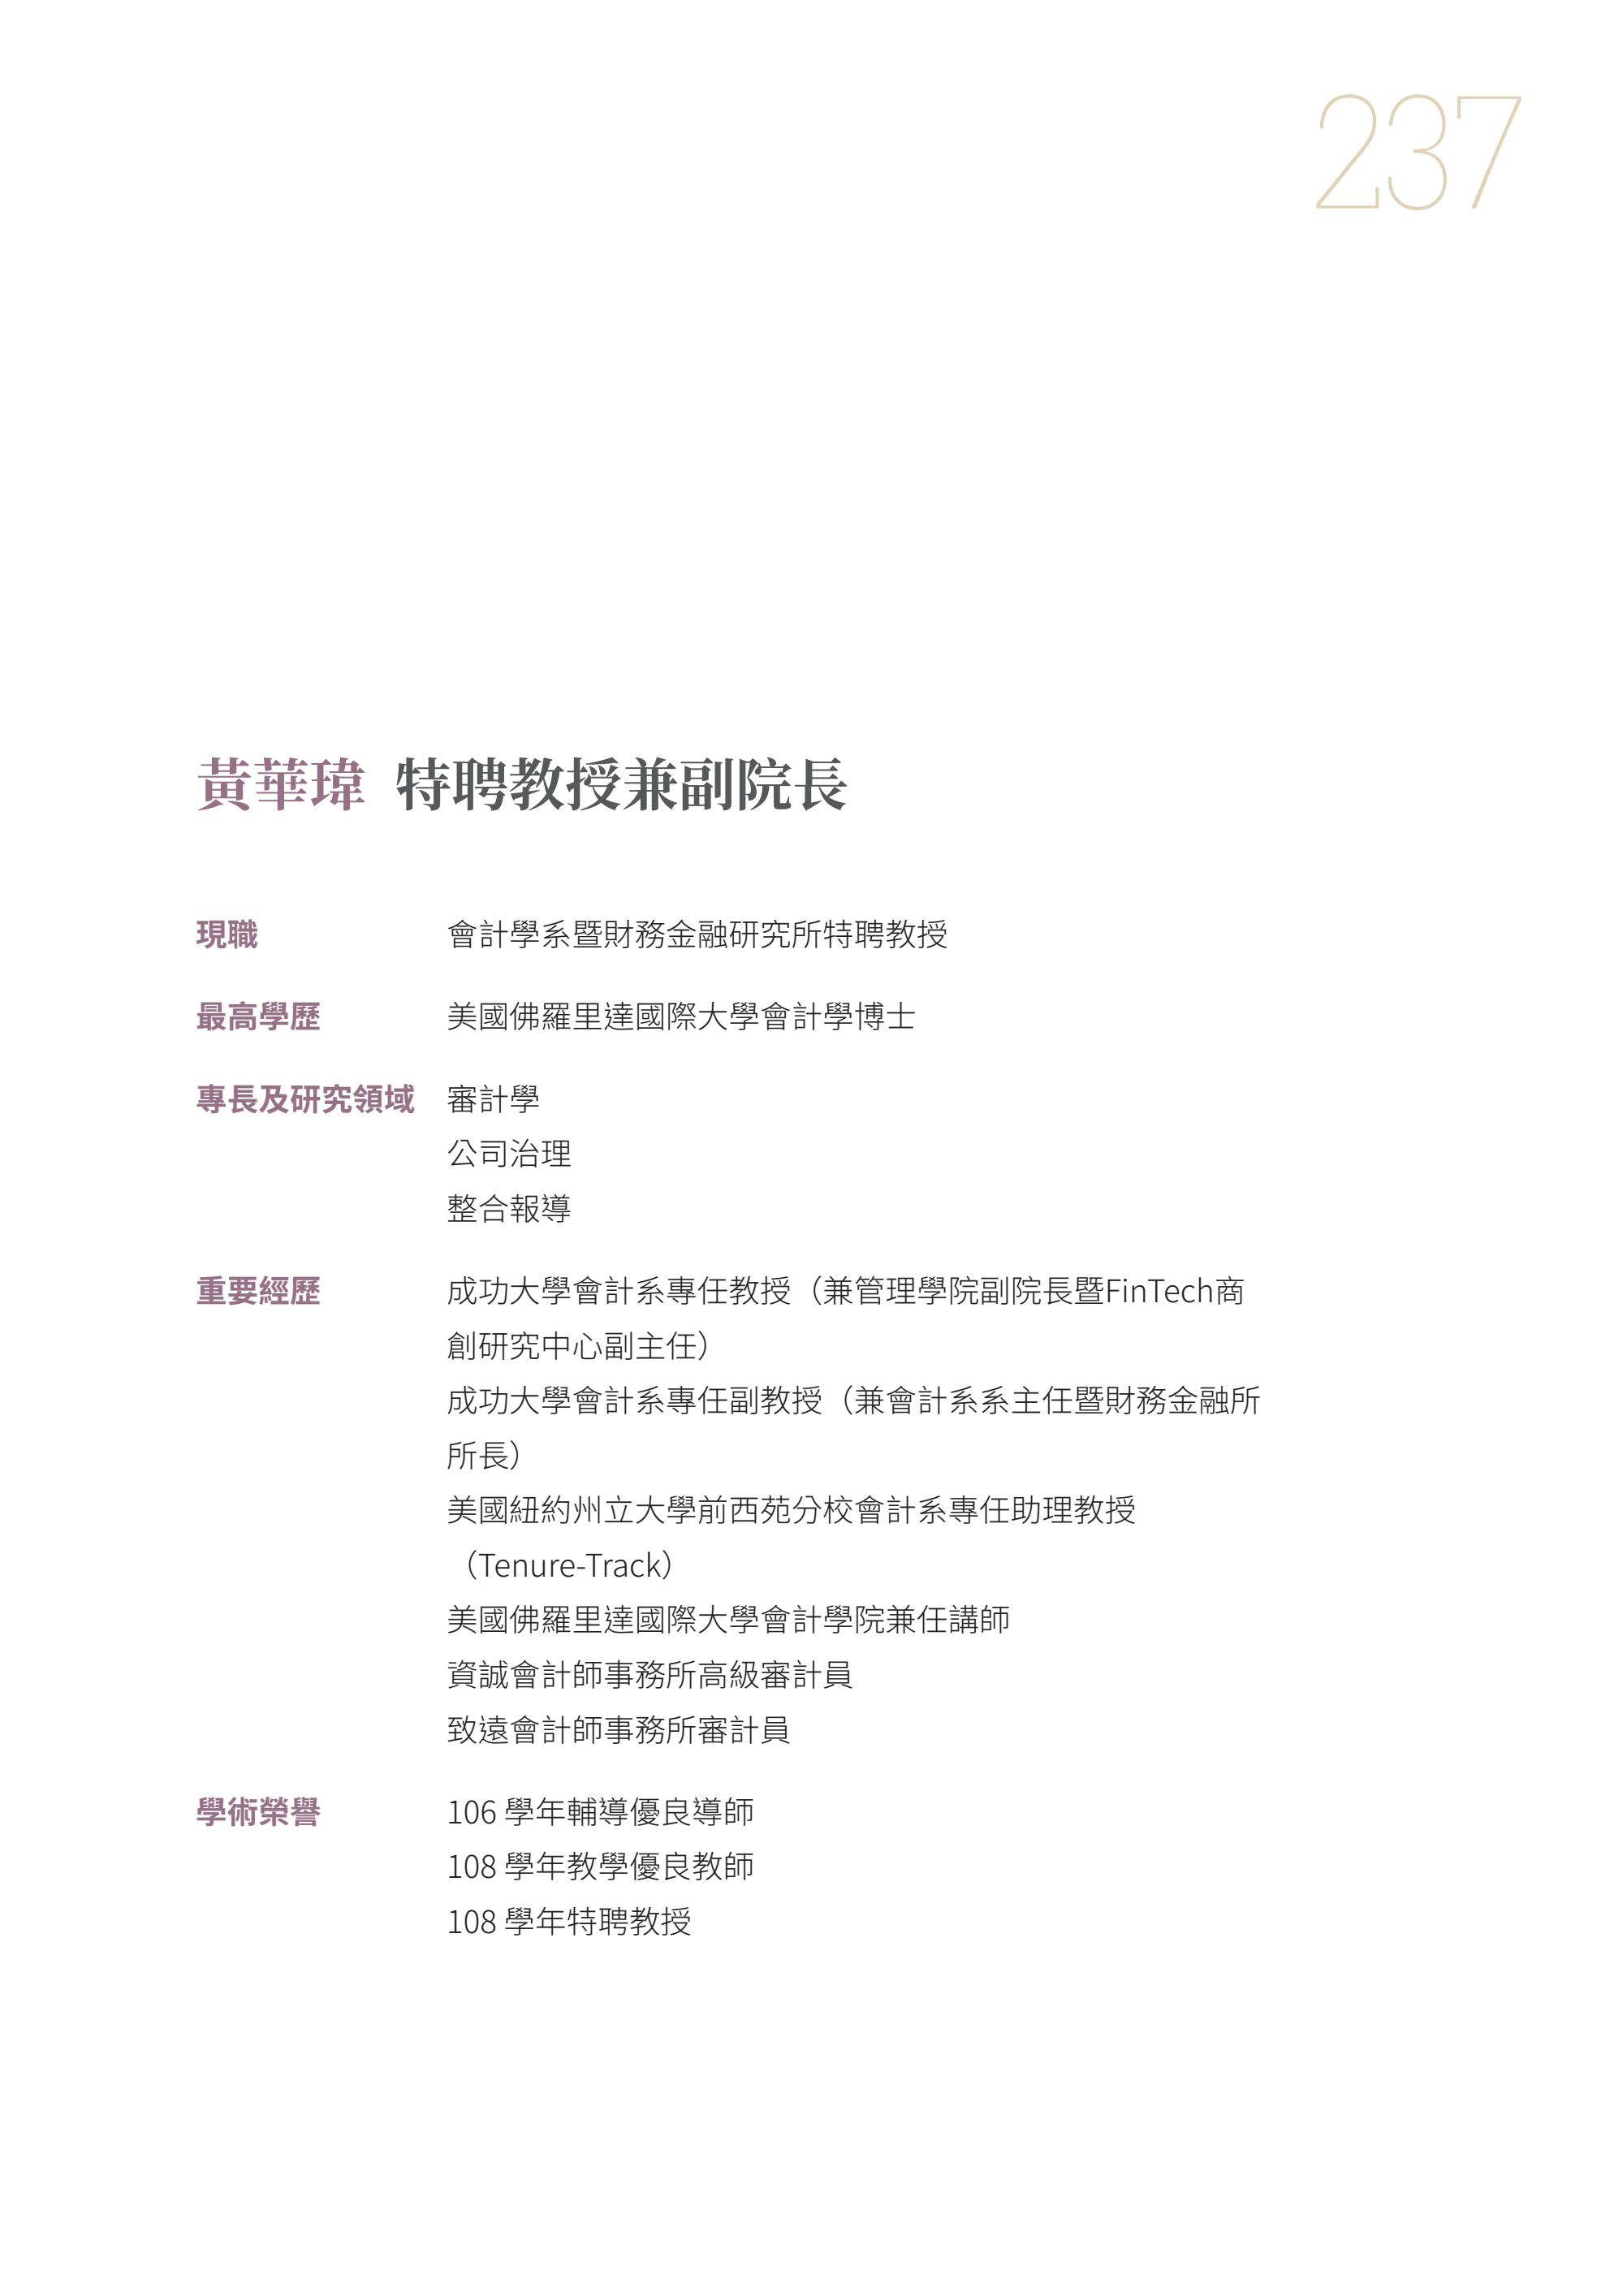 237
黃華瑋 特聘教授兼副院長
現職 會計學系暨財務金融研究所特聘教授
最高學歷 美國佛羅里達國際大學會計學博士
專長及研究領域 審計學
公司治理
整合報導
重要經歷 成功大學會計系專任教授（兼管理學院副院長暨FinTech商
創研究中心副主任）
成功大學會計系專任副教授（兼會計系系主任暨財務金融所
所長）
美國紐約州立大學前西苑分校會計系專任助理教授
（Tenure-Track）
美國佛羅里達國際大學會計學院兼任講師
資誠會計師事務所高級審計員
致遠會計師事務所審計員
學術榮譽 106 學年輔導優良導師
108 學年教學優良教師
108 學年特聘教授